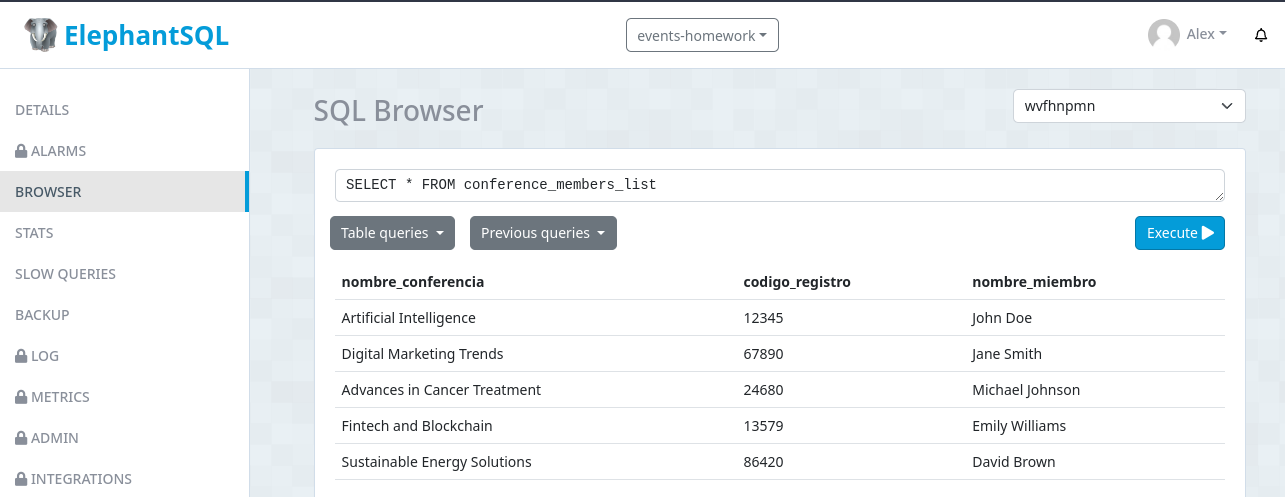 ElephantSQL
events-homework
Alex
DETAILS
ALARMS
BROWSER
STATS
SLOW QUERIES
BACKUP
LOG
METRICS
ADMIN
INTEGRATIONS
SQL Browser
wvfhnpmn
SELECT * FROM conference_members_list
Table queries
Previous queries
Execute
nombre_conferencia codigo_registro nombre_miembro
Artificial Intelligence 12345 John Doe
Digital Marketing Trends 67890 Jane Smith
Advances in Cancer Treatment 24680 Michael Johnson
Fintech and Blockchain 13579 Emily Williams
Sustainable Energy Solutions 86420 David Brown